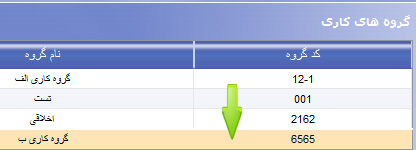 گروه های کاری
کد گروه نام گروه
12-1 گروه کاری الف
001 تست
2162 اخلاقی
6565 گروه کاری ب